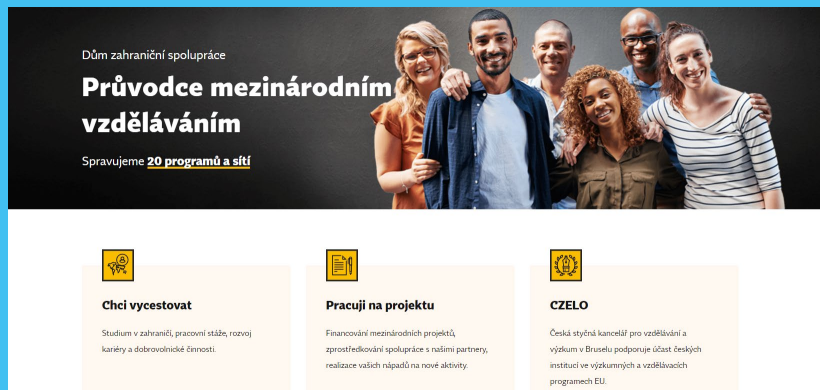 Dům zahraniční spolupráce
Průvodce mezinárodním
vzděláváním
Spravujeme 20 programů a sítí
Chci vycestovat
Studium v zahraničí, pracovní stáže, rozvoj
kariéry a dobrovolnické činnosti.
Pracuji na projektu
Financování mezinárodních projektů,
zprostředkování spolupráce s našimi partnery,
realizace vašich nápadů na nové aktivity.
CZELO
Česká styčná kancelář pro vzdělávání a
výzkum v Bruselu podporuje účast českých
institucí ve výzkumných a vzdělávacích
programech EU.